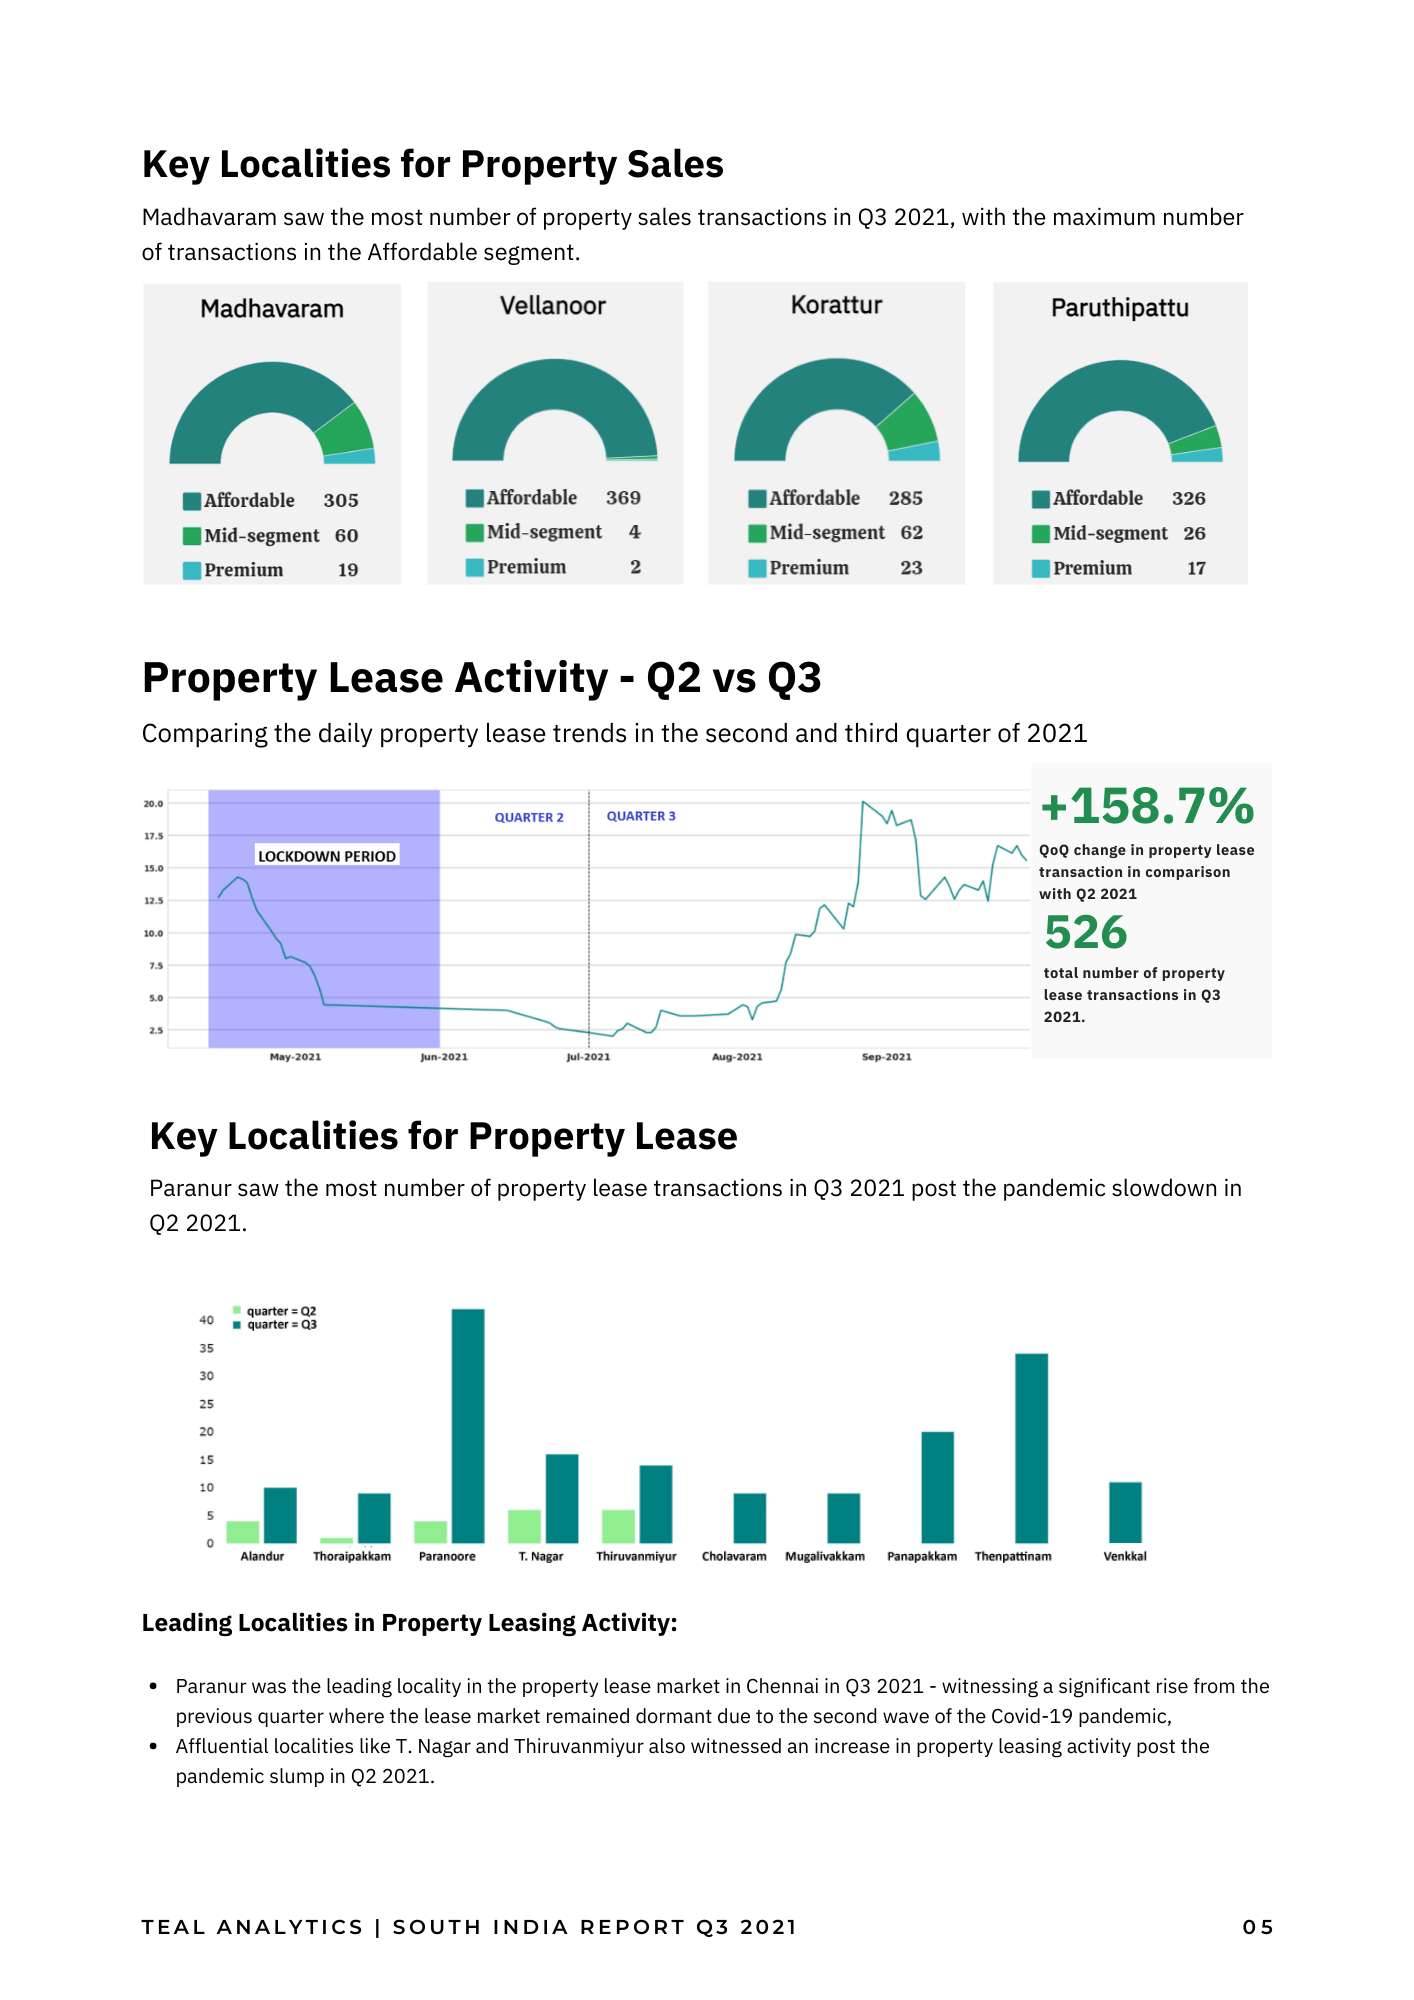 Key Localities for Property Sales
Madhavaram saw the most number of property sales transactions in Q3 2021, with the maximum number
of transactions in the Affordable segment.
Madhavaram
Affordable 305
Mid-segment 60
Premium 19
Vellanoor
Affordable 369
Mid-segment 4
Premium 2
Korattur
Affordable 285
Mid-segment 62
Premium 23
Paruthipattu
Affordable 326
Mid-segment 26
Premium 17
Property Lease Activity - Q2 vs Q3
Comparing the daily property lease trends in the second and third quarter of 2021
20.0
17.5
15.0
12.5
10.0
7.5
5.0
2.5
LOCKDOWN PERIOD
QUARTER 2
QUARTER 3
May-2021 Jun-2021 Jul-2021 Aug-2021 Sep-2021
+158.7%
QoQ change in property lease
transaction in comparison
with Q2 2021
526
total number of property
lease transactions in Q3
2021.
Key Localities for Property Lease
Paranur saw the most number of property lease transactions in Q3 2021 post the pandemic slowdown in
Q2 2021.
quarter = Q2
quarter = Q3
40
35
30
25
20
15
10
5
0
Alandur Thoraipakkam Paranoore T. Nagar Thiruvanmiyur Cholavaram Mugalivakkam Panapakkam Thenpattinam Venkkal
Leading Localities in Property Leasing Activity:
• Paranur was the leading locality in the property lease market in Chennai in Q3 2021 - witnessing a significant rise from the
previous quarter where the lease market remained dormant due to the second wave of the Covid-19 pandemic,
• Affluential localities like T. Nagar and Thiruvanmiyur also witnessed an increase in property leasing activity post the
pandemic slump in Q2 2021.
TEAL ANALYTICS | SOUTH INDIA REPORT Q3 2021 05